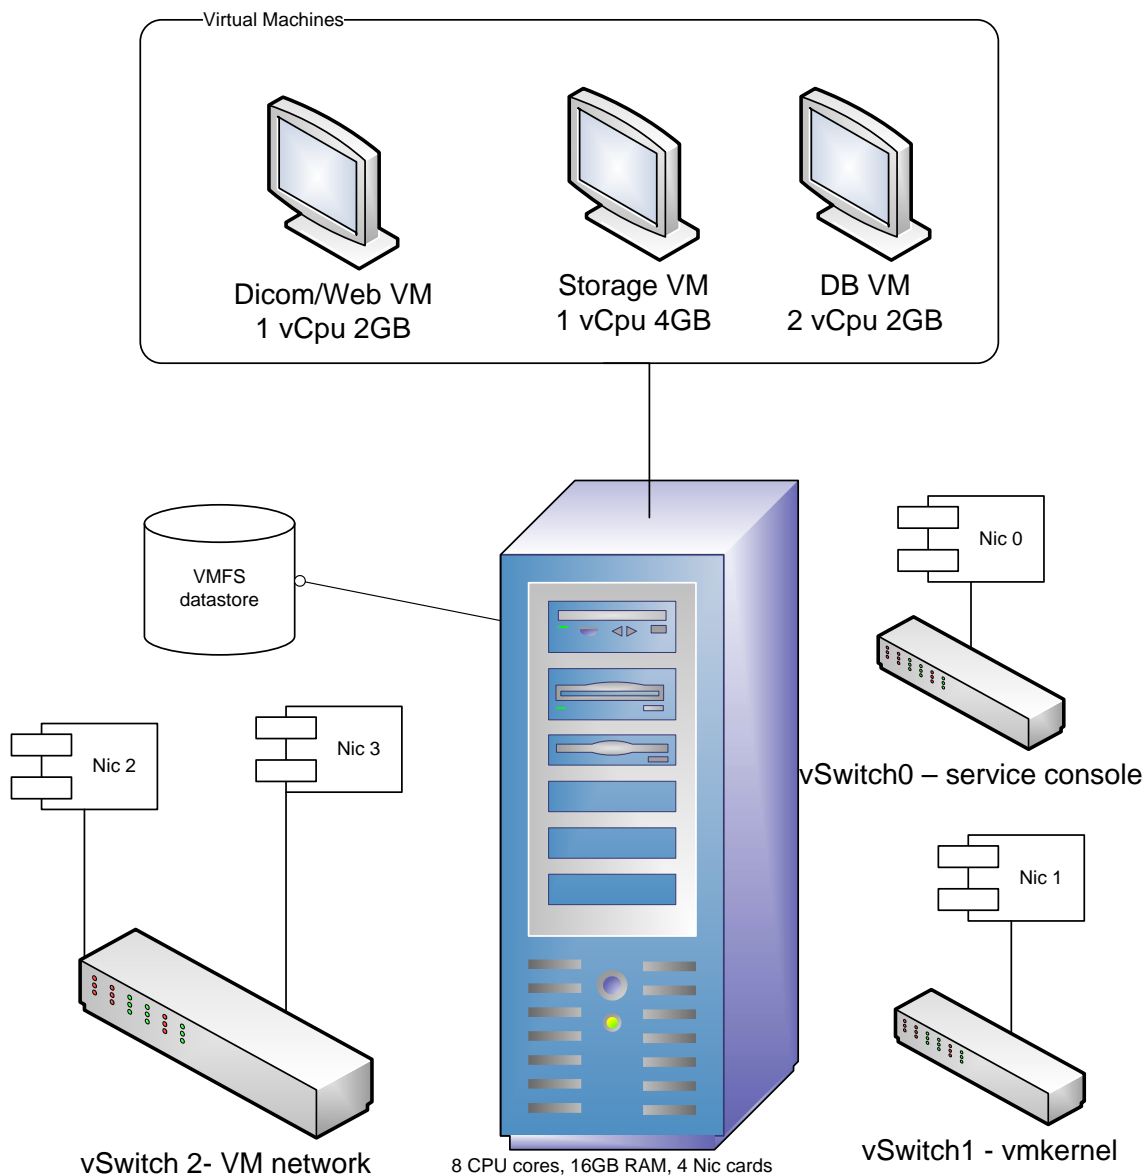 Virtual Machines
Dicom/Web VM
1 vCpu 2GB
Storage VM
1 vCpu 4GB
DB VM
2 vCpu 2GB
VMFS
datastore
Nic 0
vSwitch0 – service console
Nic 2
Nic 3
Nic 1
vSwitch1 - vmkernel
vSwitch 2- VM network
8 CPU cores, 16GB RAM, 4 Nic cards